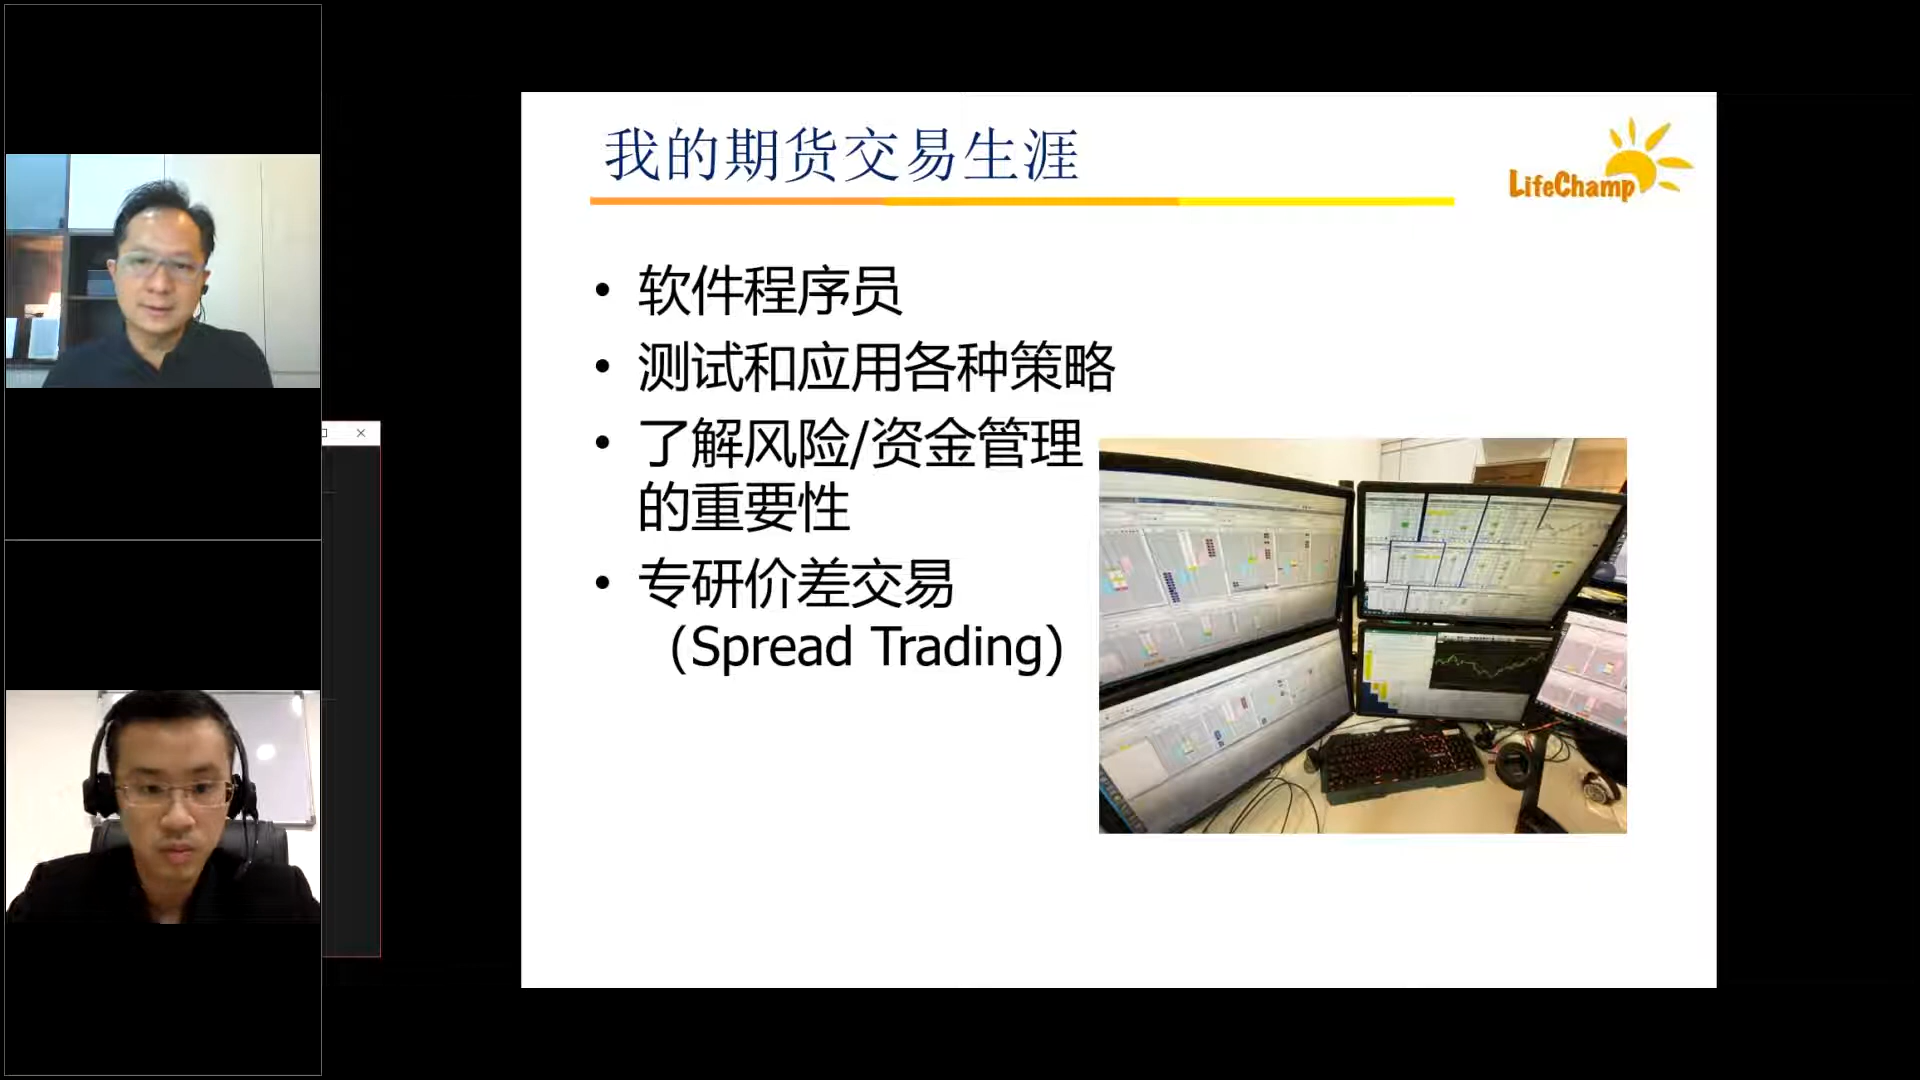 我的期货交易生涯
LifeChamp
• 软件程序员
• 测试和应用各种策略
• 了解风险/资金管理
的重要性
• 专研价差交易
（Spread Trading)